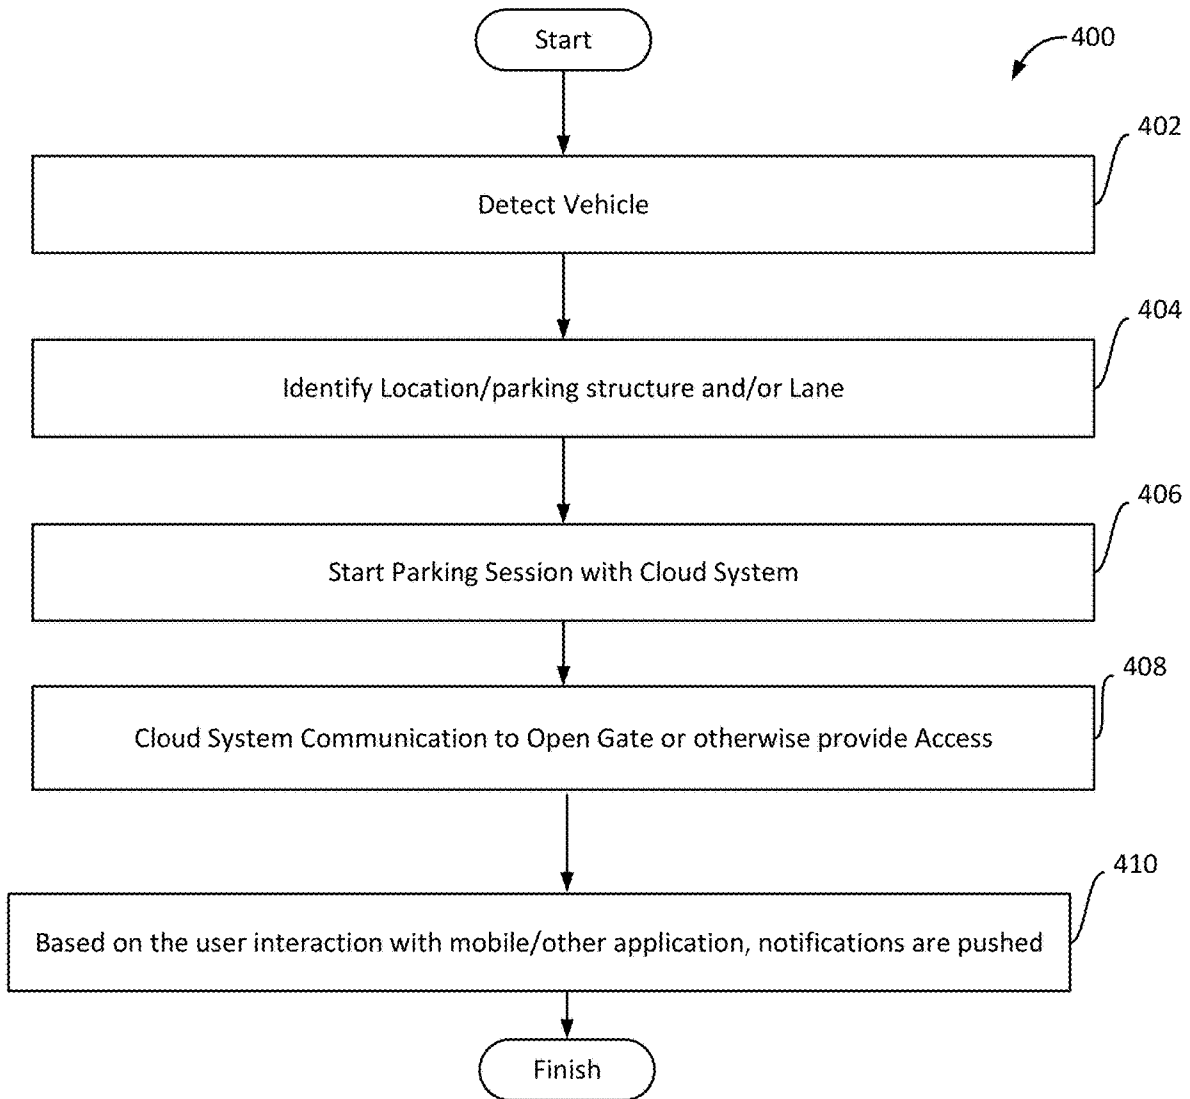 Start
400
402
Detect Vehicle
404
Identify Location/parking structure and/or Lane
406
Start Parking Session with Cloud System
408
Cloud System Communication to Open Gate or otherwise provide Access
410
Based on the user interaction with mobile/other application, notifications are pushed
Finish